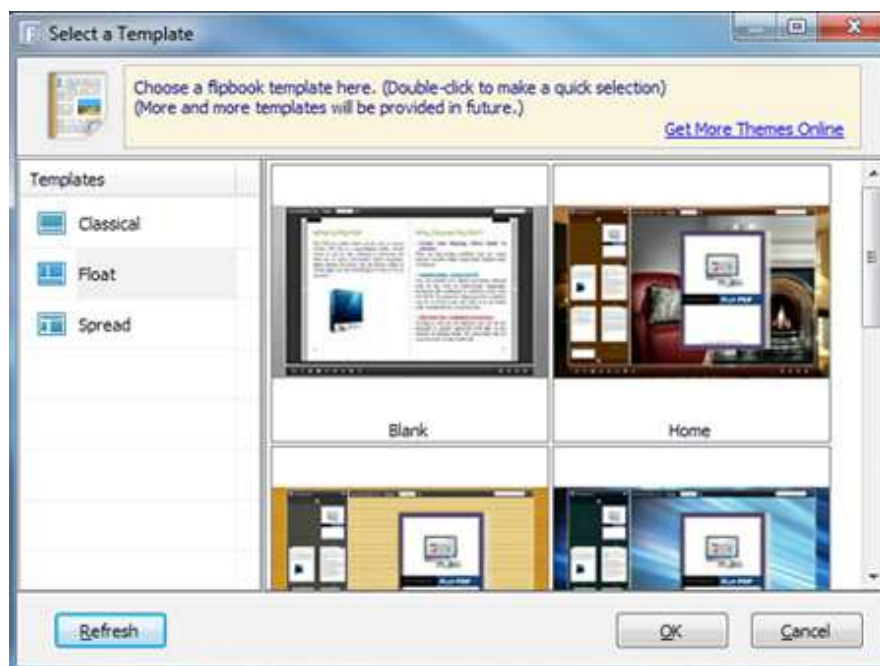 Select a Template
Choose a flipbook template here. (Double-click to make a quick selection)
(More and more templates will be provided in future.)
Get More Themes Online
Templates
Classical
Float
Spread
Blank
Home
Refresh
OK
Cancel